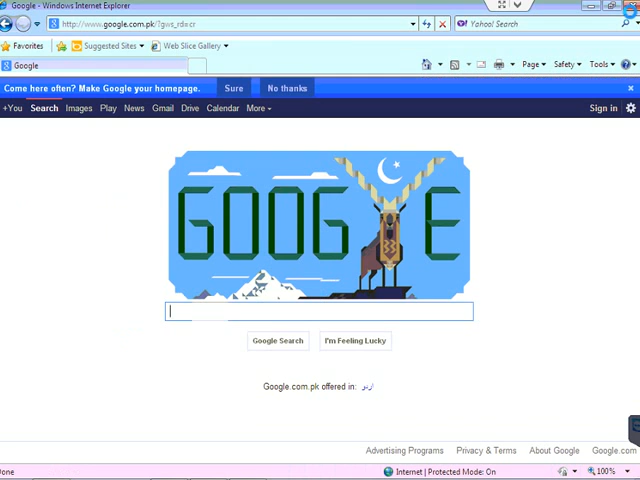 Google - Windows Internet Explorer
http://www.google.com.pk/?gws_rd=cr
Yahoo! Search
Favorites Suggested Sites Web Slice Gallery
Google
Page Safety Tools
Come here often? Make Google your homepage. Sure No thanks
+You Search Images Play News Gmail Drive Calendar More Sign in
GOOG E
Google Search I'm Feeling Lucky
Google.com.pk offered in: اردو
Advertising Programs Privacy & Terms About Google Google.com
Done Internet | Protected Mode: On 100%